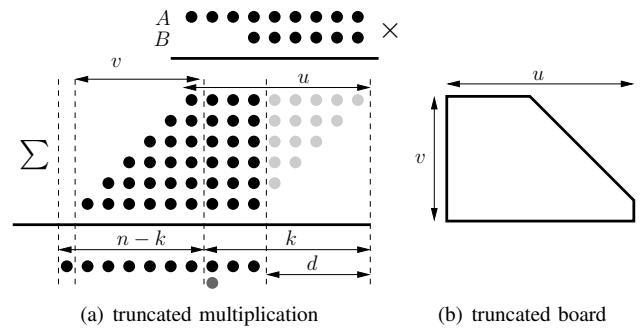 A
B ×
v
u
∑
n − k
k
d
u
v
(a) truncated multiplication
(b) truncated board